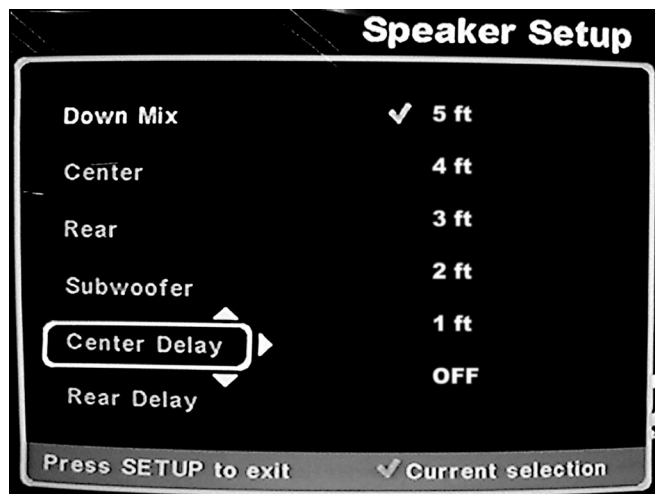 Speaker Setup
Down Mix
✓ 5 ft
Center
4 ft
Rear
3 ft
Subwoofer
2 ft
Center Delay
1 ft
Rear Delay
OFF
Press SETUP to exit
✓ Current selection